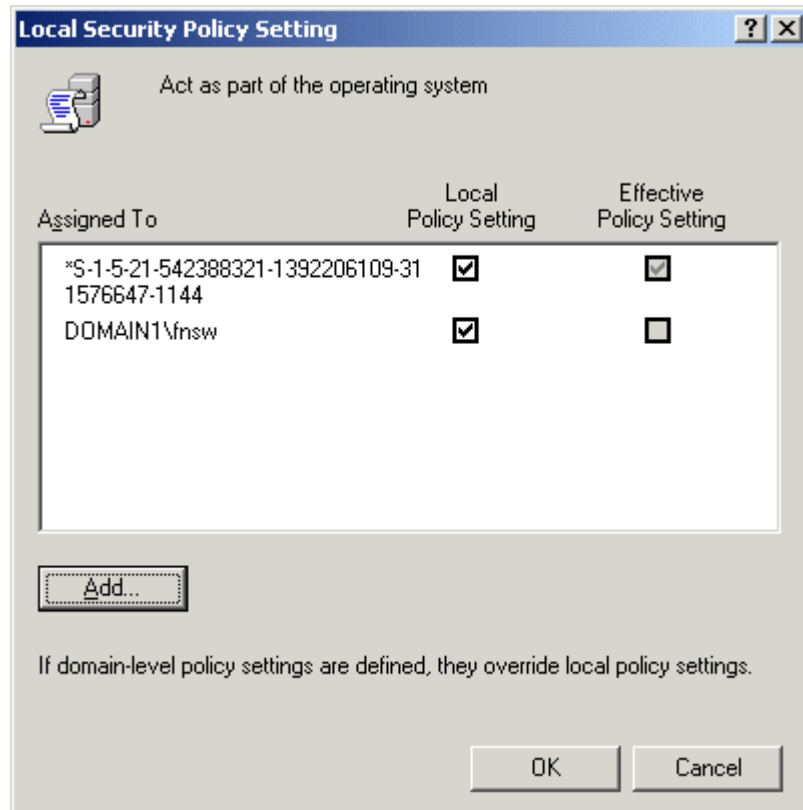 Local Security Policy Setting
Act as part of the operating system
Local
Policy Setting
Effective
Policy Setting
Assigned To
*S-1-5-21-542388321-1392206109-31
1576647-1144
DOMAIN1\fnsw
Add...
If domain-level policy settings are defined, they override local policy settings.
OK
Cancel